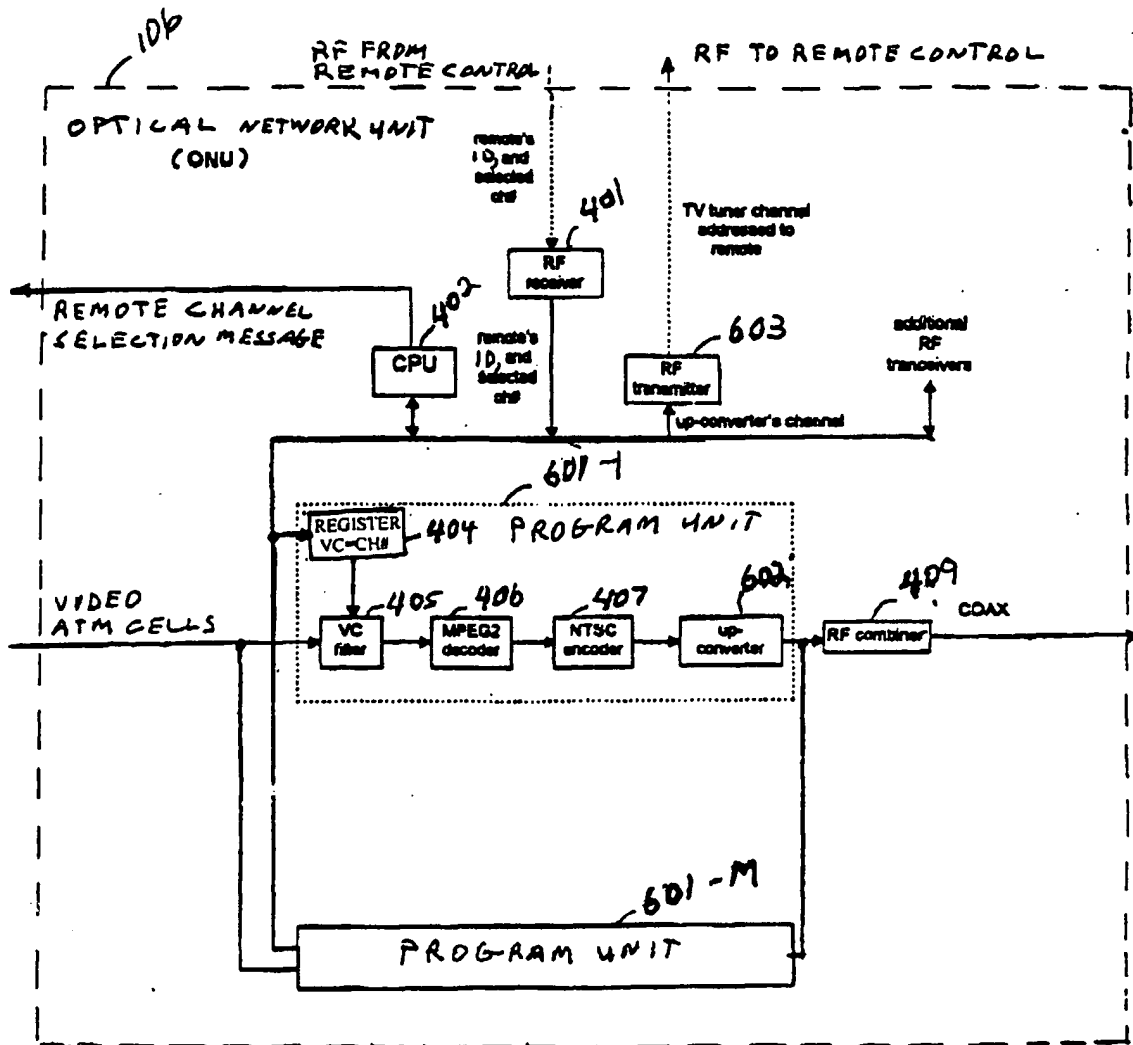 106
RF FROM
REMOTE CONTROL
RF TO REMOTE CONTROL
OPTICAL NETWORK UNIT
(ONU)
remote's
ID, and
selected
ch#
401
RF
receiver
TV tuner channel
addressed to
remote
REMOTE CHANNEL
SELECTION MESSAGE
402
CPU
remote's
ID, and
selected
ch#
603
RF
transmitter
additional
RF
tranceivers
up-converter's channel
601-1
REGISTER
VC=CH#
404
PROGRAM UNIT
VIDEO
ATM CELLS
405
VC
filter
406
MPEG2
decoder
407
NTSC
encoder
602
up-
converter
409
RF combiner
COAX
601-M
PROGRAM UNIT